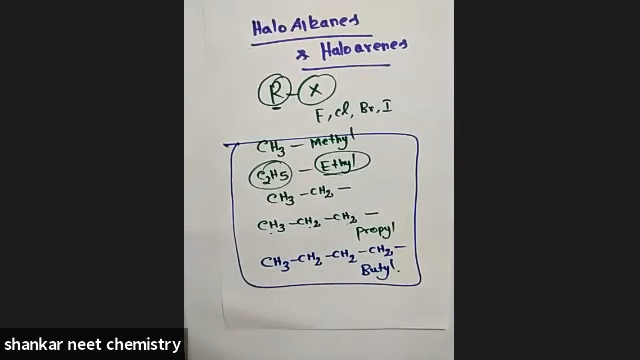 Halo Alkanes
& Haloarenes
R - X
F, Cl, Br, I
CH3 - Methyl
C2H5 - Ethyl
CH3 - CH2 -
CH3 - CH2 - CH2 -
Propyl
CH3 - CH2 - CH2 - CH2 -
Butyl.
shankar neet chemistry